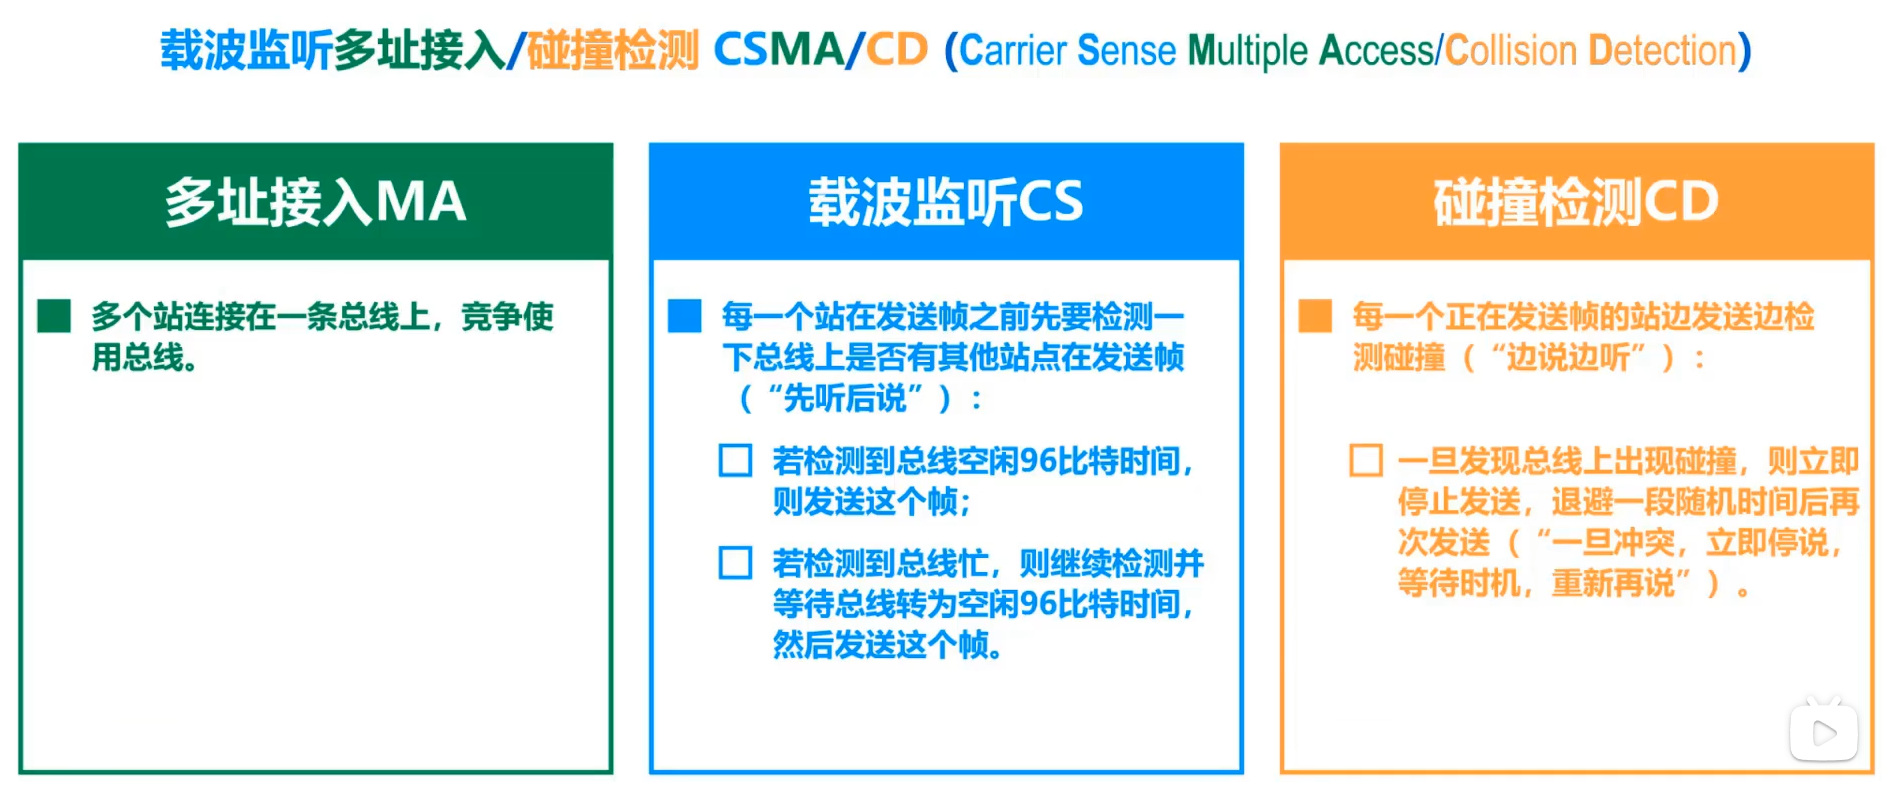 载波监听多址接入/碰撞检测 CSMA/CD (Carrier Sense Multiple Access/Collision Detection)
多址接入MA
多个站连接在一条总线上，竞争使
用总线。
载波监听CS
每一个站在发送帧之前先要检测一
下总线上是否有其他站点在发送帧
（“先听后说”）：
若检测到总线空闲96比特时间，
则发送这个帧；
若检测到总线忙，则继续检测并
等待总线转为空闲96比特时间，
然后发送这个帧。
碰撞检测CD
每一个正在发送帧的站边发送边检
测碰撞（“边说边听”）：
一旦发现总线上出现碰撞，则立即
停止发送，退避一段随机时间后再
次发送（“一旦冲突，立即停说，
等待时机，重新再说”）。